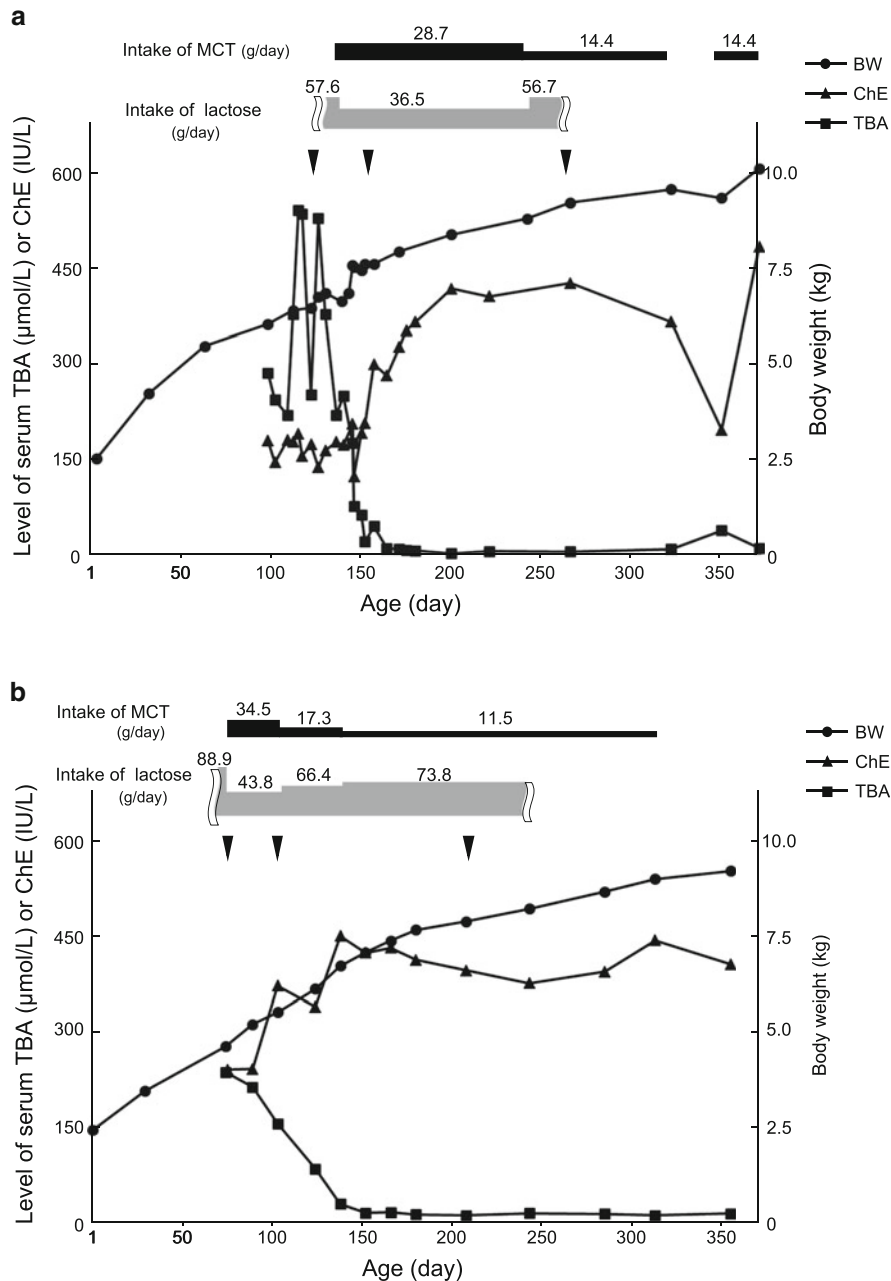 a
Intake of MCT (g/day)
28.7
14.4
14.4
57.6
36.5
56.7
Intake of lactose
(g/day)
BW
ChE
TBA
Level of serum TBA (μmol/L) or ChE (IU/L)
600
450
300
150
0
10.0
7.5
5.0
2.5
0
Body weight (kg)
1
50
100
150
200
250
300
350
Age (day)
b
Intake of MCT
(g/day)
34.5
17.3
11.5
88.9
43.8
66.4
73.8
Intake of lactose
(g/day)
BW
ChE
TBA
Level of serum TBA (μmol/L) or ChE (IU/L)
600
450
300
150
0
10.0
7.5
5.0
2.5
0
Body weight (kg)
1
50
100
150
200
250
300
350
Age (day)